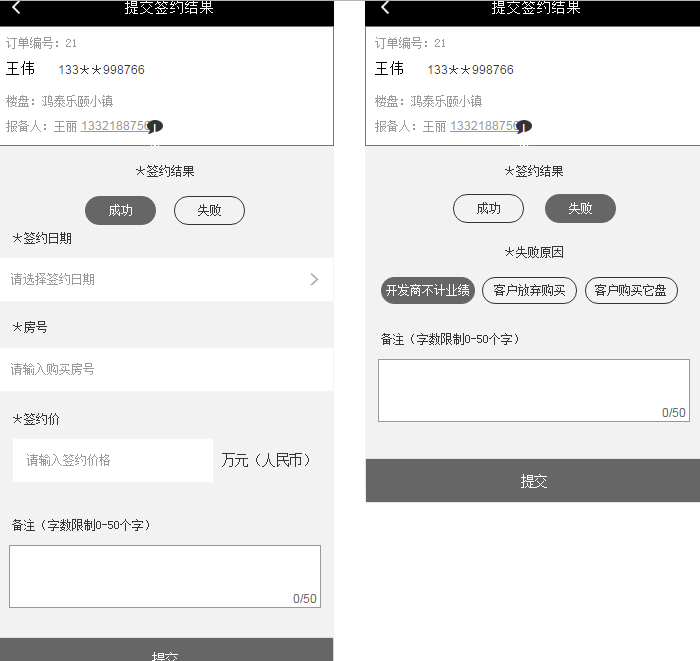 提交签约结果
订单编号：21
王伟 133＊＊998766
楼盘：鸿泰乐颐小镇
报备人：王丽 1332188756
＊签约结果
成功 失败
＊签约日期
请选择签约日期
＊房号
请输入购买房号
＊签约价
请输入签约价格 万元（人民币）
备注（字数限制0-50个字）
0/50
提交
提交签约结果
订单编号：21
王伟 133＊＊998766
楼盘：鸿泰乐颐小镇
报备人：王丽 1332188756
＊签约结果
成功 失败
＊失败原因
开发商不计业绩 客户放弃购买 客户购买它盘
备注（字数限制0-50个字）
0/50
提交